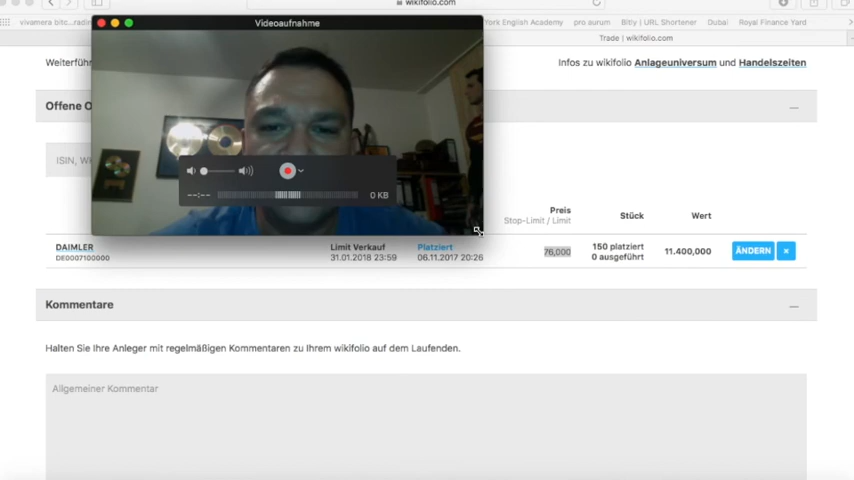 wikifolio.com
vivamera bitc...radin
York English Academy pro aurum Bitly | URL Shortener Dubai Royal Finance Yard
Trade | wikifolio.com
Videoaufnahme
Weiterführ
Infos zu wikifolio Anlageuniversum und Handelszeiten
Offene O
ISIN, W
--:-- 0 KB
Preis
Stop-Limit / Limit
Stück
Wert
DAIMLER
DE0007100000
Limit Verkauf
31.01.2018 23:59
Platziert
06.11.2017 20:26
76,000
150 platziert
0 ausgeführt
11.400,000
ÄNDERN ×
Kommentare
Halten Sie Ihre Anleger mit regelmäßigen Kommentaren zu Ihrem wikifolio auf dem Laufenden.
Allgemeiner Kommentar